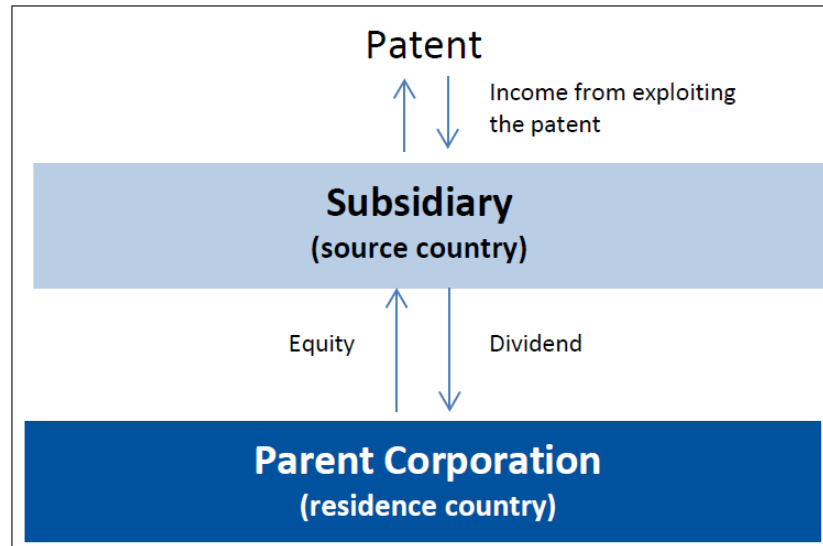 Patent
Income from exploiting
the patent
Subsidiary
(source country)
Equity
Dividend
Parent Corporation
(residence country)